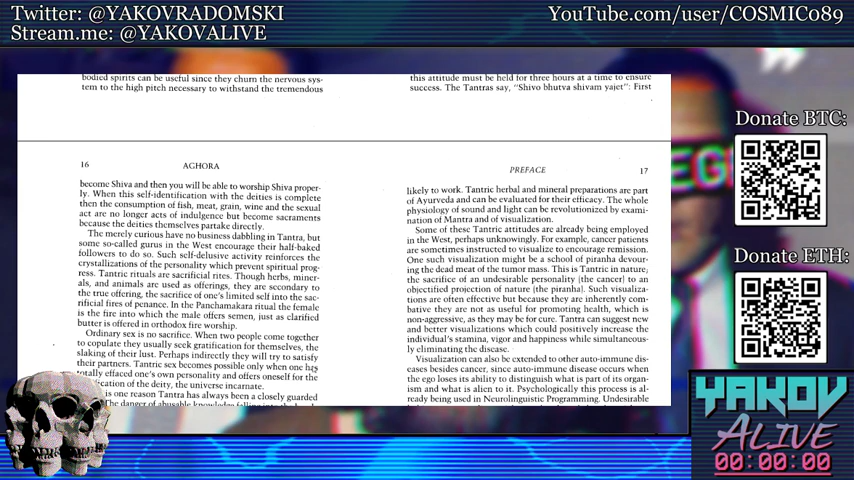 Twitter: @YAKOVRADOMSKI
Stream.me: @YAKOVALIVE
YouTube.com/user/COSMIC089
bodied spirits can be useful since they churn the nervous sys-
tem to the high pitch necessary to withstand the tremendous
16 AGHORA
become Shiva and then you will be able to worship Shiva proper-
ly. When this self-identification with the deities is complete
then the consumption of fish, meat, grain, wine and the sexual
act are no longer acts of indulgence but become sacraments
because the deities themselves partake directly.
The merely curious have no business dabbling in Tantra, but
some so-called gurus in the West encourage their half-baked
followers to do so. Such self-delusive activity reinforces the
crystallizations of the personality which prevent spiritual prog-
ress. Tantric rituals are sacrificial rites. Though herbs, miner-
als, and animals are used as offerings, they are secondary to
the true offering, the sacrifice of one's limited self into the sac-
rificial fires of penance. In the Panchamakara ritual the female
is the fire into which the male offers semen, just as clarified
butter is offered in orthodox fire worship.
Ordinary sex is no sacrifice. When two people come together
to copulate they usually seek gratification for themselves, the
slaking of their lust. Perhaps indirectly they will try to satisfy
their partners. Tantric sex becomes possible only when one has
totally effaced one's own personality and offers oneself for the
ication of the deity, the universe incarnate.
is one reason Tantra has always been a closely guarded
The danger of abusable knowledge falling into the
this attitude must be held for three hours at a time to ensure
success. The Tantras say, "Shivo bhutva shivam yajet": First
PREFACE 17
likely to work. Tantric herbal and mineral preparations are part
of Ayurveda and can be evaluated for their efficacy. The whole
physiology of sound and light can be revolutionized by exami-
nation of Mantra and of visualization.
Some of these Tantric attitudes are already being employed
in the West, perhaps unknowingly. For example, cancer patients
are sometimes instructed to visualize to encourage remission.
One such visualization might be a school of piranha devour-
ing the dead meat of the tumor mass. This is Tantric in nature;
the sacrifice of an undesirable personality (the cancer) to an
objectified projection of nature (the piranha). Such visualiza-
tions are often effective but because they are inherently com-
bative they are not as useful for promoting health, which is
non-aggressive, as they may be for cure. Tantra can suggest new
and better visualizations which could positively increase the
individual's stamina, vigor and happiness while simultaneous-
ly eliminating the disease.
Visualization can also be extended to other auto-immune dis-
eases besides cancer, since auto-immune disease occurs when
the ego loses its ability to distinguish what is part of its organ-
ism and what is alien to it. Psychologically this process is al-
ready being used in Neurolinguistic Programming. Undesirable
Donate BTC:
Donate ETH:
YAKOV
ALIVE
00:00:00